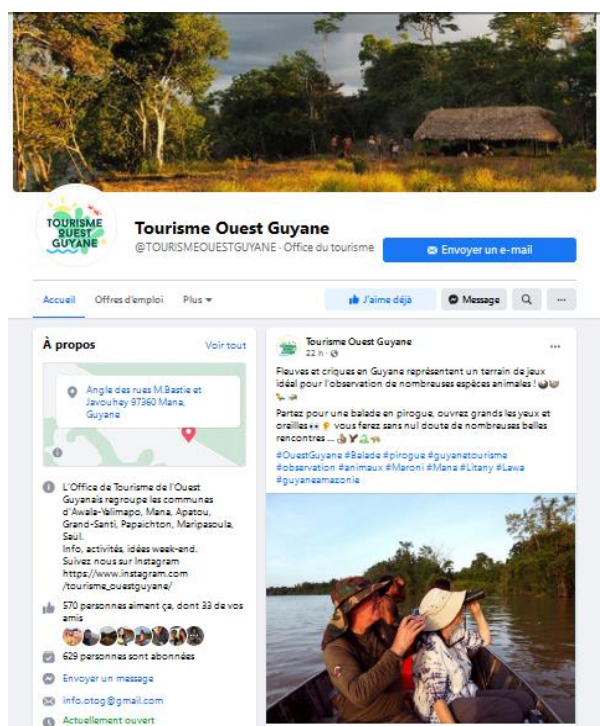 TOURISME
OUEST
GUYANE
Tourisme Ouest Guyane
@TOURISMEOUESTGUYANE · Office du tourisme
Envoyer un e-mail
Accueil Offres d'emploi Plus
J'aime déjà Message ...
À propos Voir tout
Angle des rues M.Bastie et
Javouhey 97360 Mana,
Guyane
L'Office de Tourisme de l'Ouest
Guyanais regroupe les communes
d'Awala-Yalimapo, Mana, Apatou,
Grand-Santi, Papaichton, Maripasoula,
Saul.
Info, activités, idées week-end.
Suivez nous sur Instagram
https://www.instagram.com
/tourisme_ouestguyane/
570 personnes aiment ça, dont 33 de vos
amis
629 personnes sont abonnées
Envoyer un message
info.otog@gmail.com
Actuellement ouvert
Tourisme Ouest Guyane
22 h ·
...
Fleuves et criques en Guyane représentent un terrain de jeux
idéal pour l'observation de nombreuses espèces animales !
Partez pour une balade en pirogue, ouvrez grands les yeux et
oreilles 👀 👂 vous ferez sans nul doute de nombreuses belles
rencontres ...
#OuestGuyane #Balade #pirogue #guyanetourisme
#observation #animaux #Maroni #Mana #Litany #Lawa
#guyaneamazonie